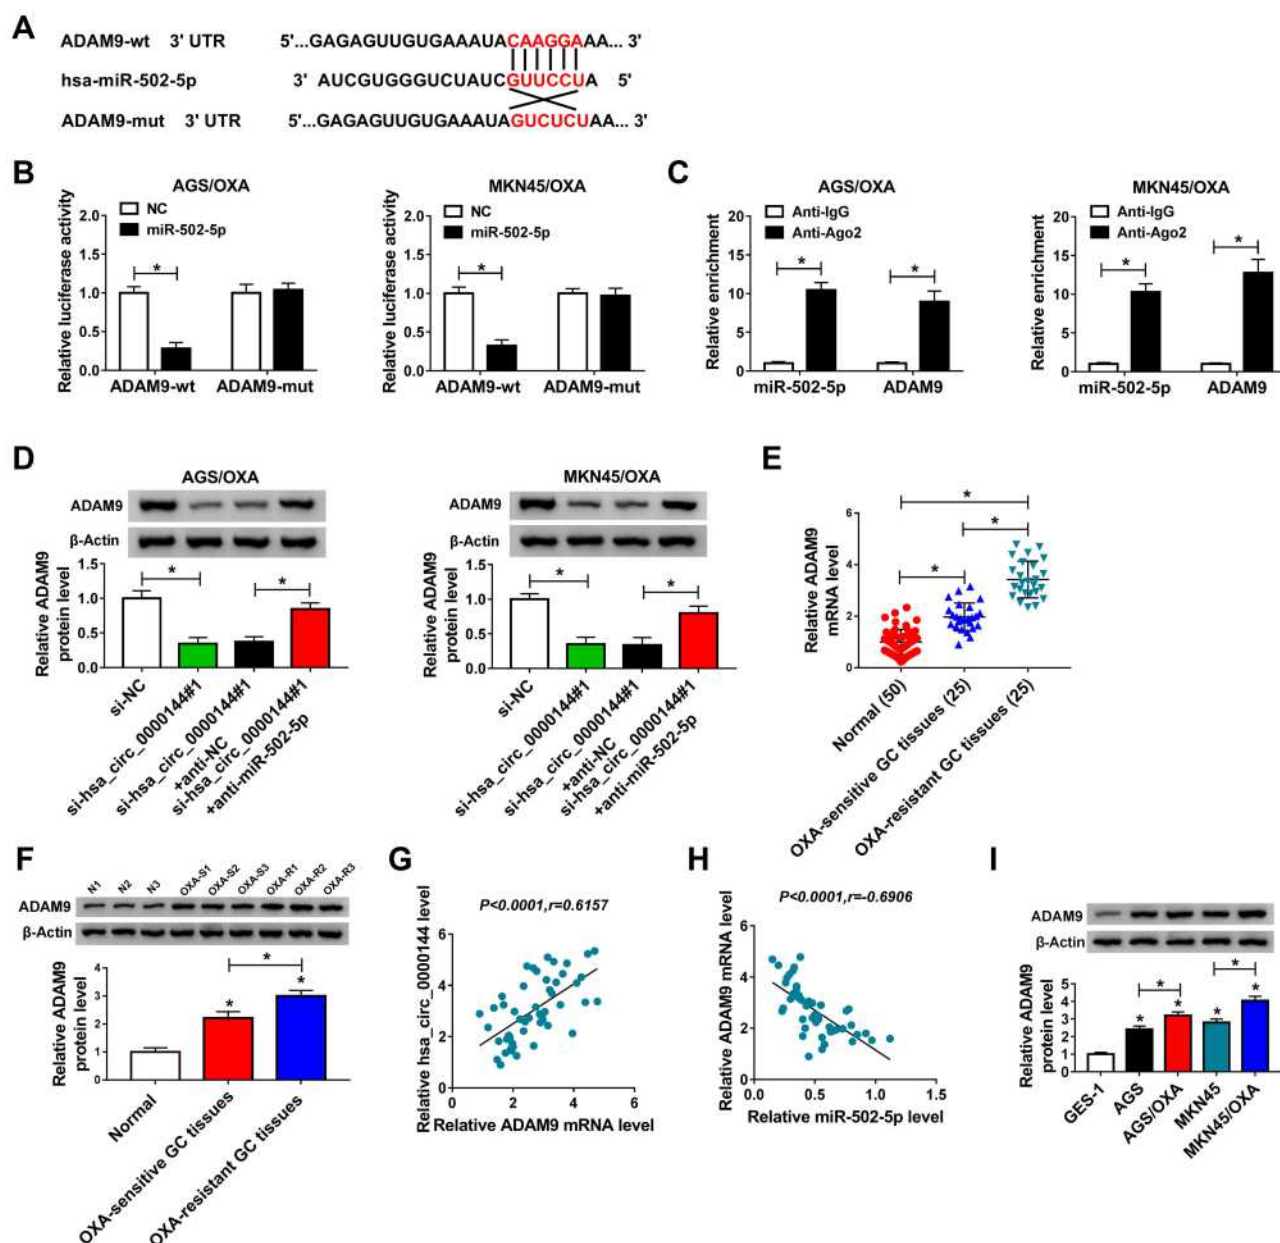 A
ADAM9-wt 3' UTR 5'...GAGAGUUGUGAAAUACAAGGAAA... 3'
hsa-miR-502-5p 3' AUCGUGGGUCUAUCGUUCCUA 5'
ADAM9-mut 3' UTR 5'...GAGAGUUGUGAAAUAGUCUCUAA... 3'
B
AGS/OXA
Relative luciferase activity
2.0
1.5
1.0
0.5
0.0
NC
miR-502-5p
*
ADAM9-wt ADAM9-mut
MKN45/OXA
Relative luciferase activity
2.0
1.5
1.0
0.5
0.0
NC
miR-502-5p
*
ADAM9-wt ADAM9-mut
C
AGS/OXA
Relative enrichment
20
15
10
5
0
Anti-IgG
Anti-Ago2
* *
miR-502-5p ADAM9
MKN45/OXA
Relative enrichment
20
15
10
5
0
Anti-IgG
Anti-Ago2
* *
miR-502-5p ADAM9
D
AGS/OXA
ADAM9
β-Actin
Relative ADAM9
protein level
1.5
1.0
0.5
0.0
* *
si-NC
si-hsa_circ_0000144#1
si-hsa_circ_0000144#1
+anti-NC
si-hsa_circ_0000144#1
+anti-miR-502-5p
MKN45/OXA
ADAM9
β-Actin
Relative ADAM9
protein level
1.5
1.0
0.5
0.0
* *
si-NC
si-hsa_circ_0000144#1
si-hsa_circ_0000144#1
+anti-NC
si-hsa_circ_0000144#1
+anti-miR-502-5p
E
Relative ADAM9
mRNA level
6
4
2
0
*
*
*
Normal (50)
OXA-sensitive GC tissues (25)
OXA-resistant GC tissues (25)
F
N1 N2 N3 OXA-S1 OXA-S2 OXA-S3 OXA-R1 OXA-R2 OXA-R3
ADAM9
β-Actin
Relative ADAM9
protein level
4
3
2
1
0
*
* *
Normal
OXA-sensitive GC tissues
OXA-resistant GC tissues
G
P<0.0001,r=0.6157
Relative hsa_circ_0000144 level
6
4
2
0
0 2 4 6
Relative ADAM9 mRNA level
H
P<0.0001,r=-0.6906
Relative ADAM9 mRNA level
6
4
2
0
0.0 0.5 1.0 1.5
Relative miR-502-5p level
I
ADAM9
β-Actin
Relative ADAM9
protein level
5
4
3
2
1
0
* *
* * * *
GES-1
AGS
AGS/OXA
MKN45
MKN45/OXA